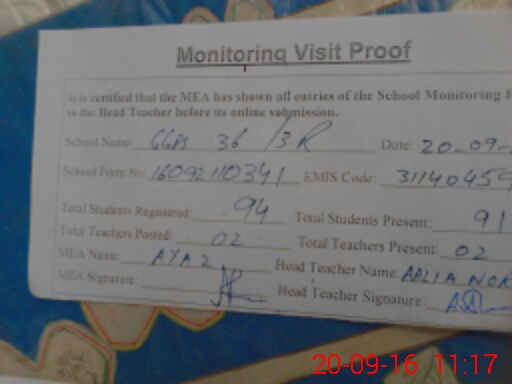 Monitoring Visit Proof
It is certified that the MEA has shown all entries of the School Monitoring
to the Head Teacher before its online submission.
School Name: GGPS 36 /3R Date: 20-09-
School Form No: 16092110341 EMIS Code: 31140459
Total Students Registered: 94 Total Students Present: 91
Total Teachers Posted: 02 Total Teachers Present: 02
MEA Name: AYAZ Head Teacher Name: AALIA NOR
MEA Signature: Head Teacher Signature:
20-09-16 11:17